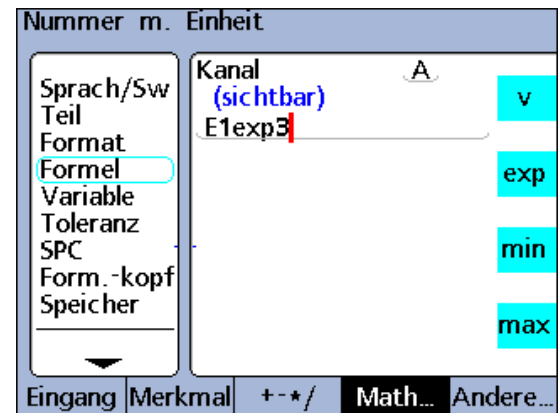 Nummer m. Einheit
Sprach/Sw
Teil
Format
Formel
Variable
Toleranz
SPC
Form.-kopf
Speicher
Kanal A
(sichtbar)
E1exp3
v
exp
min
max
Eingang Merkmal +-*/ Math... Andere...